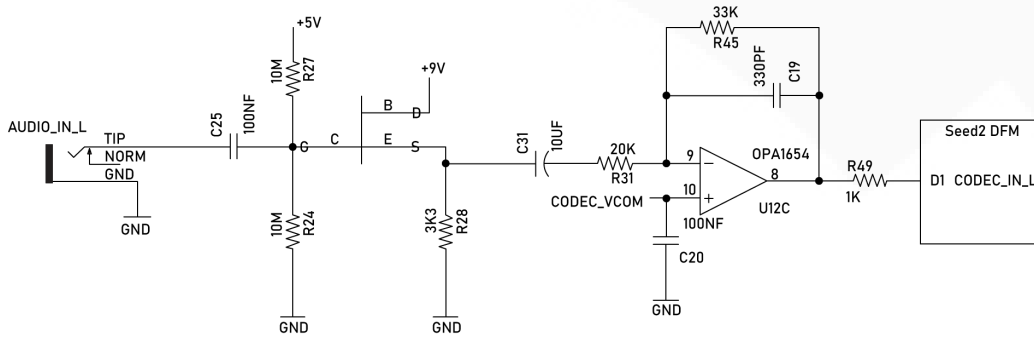 33K
R45
+5V
330PF
C19
10M
R27
+9V
C25
100NF
B
D
AUDIO_IN_L
TIP
NORM
GND
GND
G
C
E
S
C31
10UF
20K
R31
9
OPA1654
8
10
U12C
CODEC_VCOM
100NF
C20
GND
R49
1K
Seed2 DFM
D1 CODEC_IN_L
10M
R24
GND
3K3
R28
GND